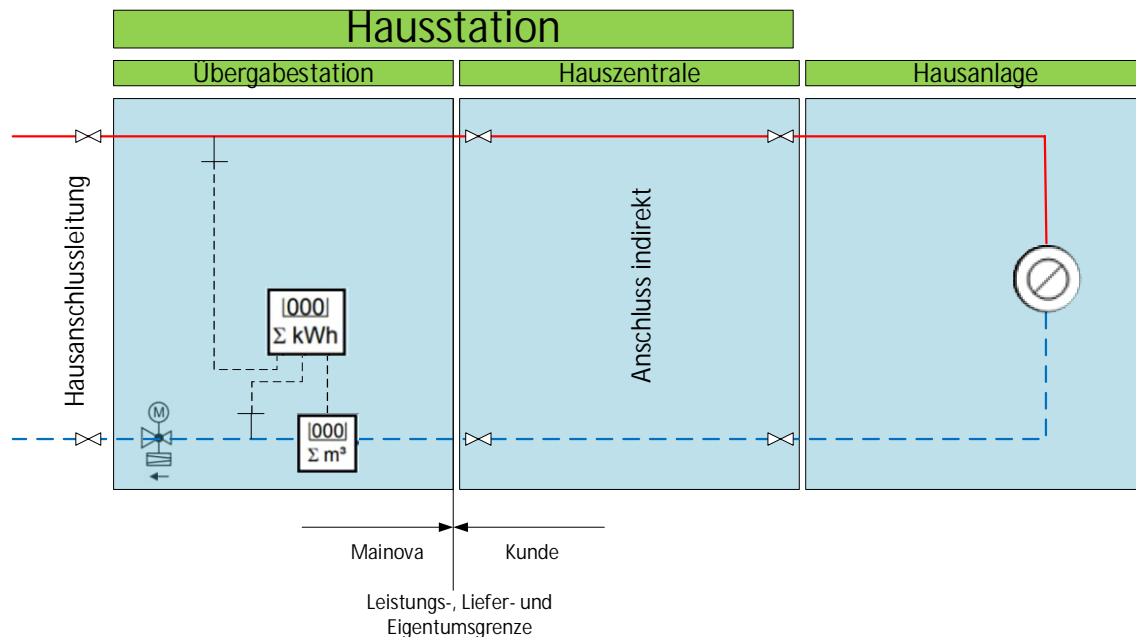 Hausstation
Übergabestation
Hauszentrale
Hausanlage
Hausanschlussleitung
Anschluss indirekt
000
Σ kWh
M
000
Σ m³
Mainova
Kunde
Leistungs-, Liefer- und
Eigentumsgrenze